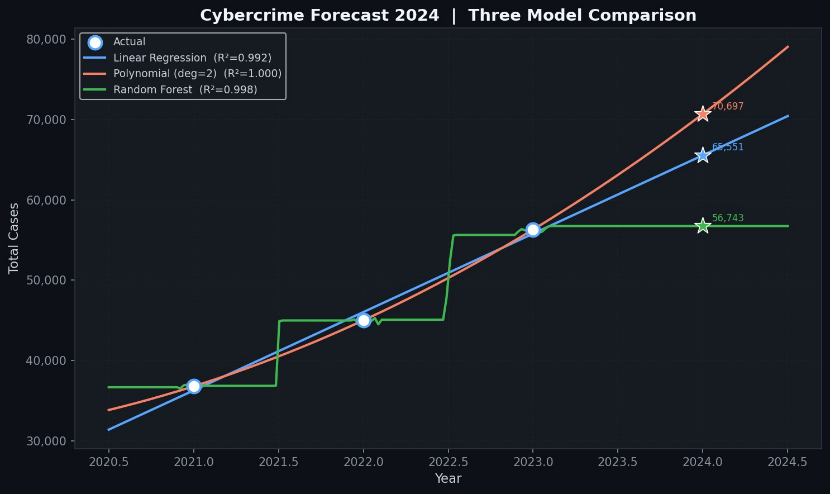 Cybercrime Forecast 2024 | Three Model Comparison
Actual
Linear Regression (R²=0.992)
Polynomial (deg=2) (R²=1.000)
Random Forest (R²=0.998)
80,000
70,000
60,000
50,000
40,000
30,000
Total Cases
70,697
65,551
56,743
2020.5 2021.0 2021.5 2022.0 2022.5 2023.0 2023.5 2024.0 2024.5
Year